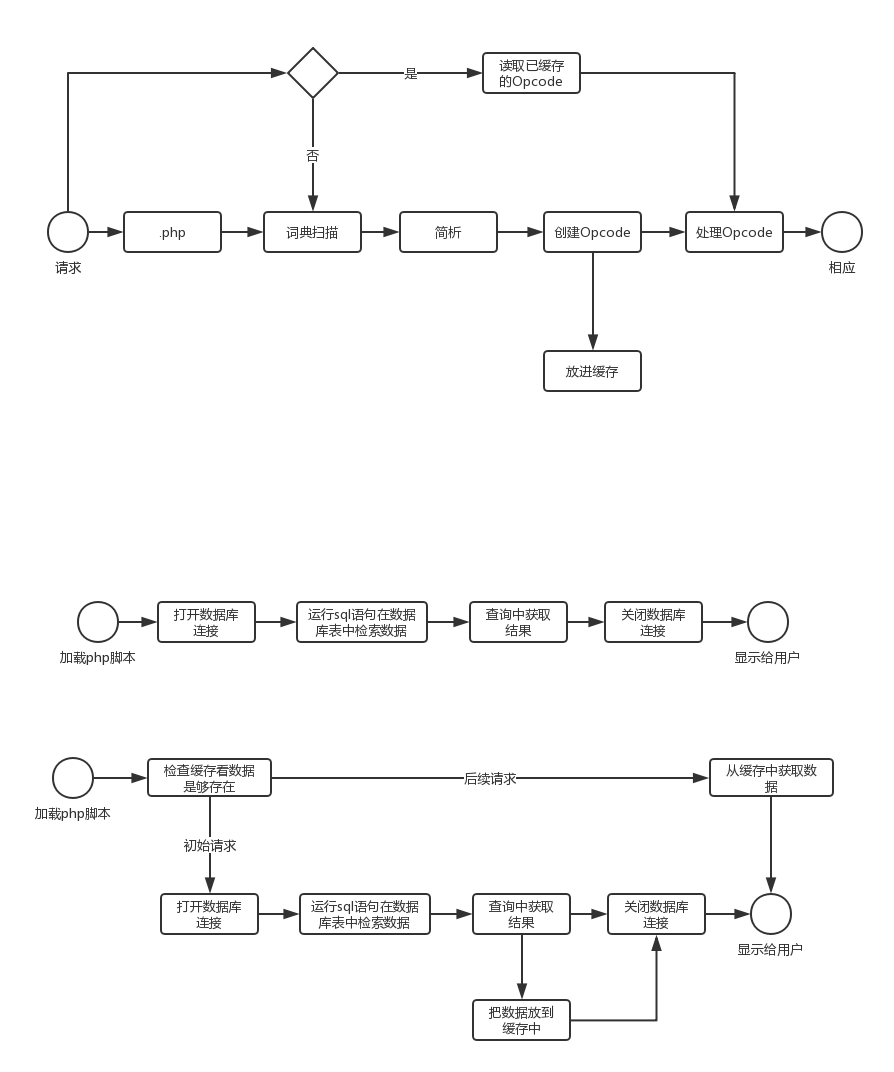 是
读取已缓存
的Opcode
否
.php
词典扫描
简析
创建Opcode
处理Opcode
请求
相应
放进缓存
打开数据库
连接
运行sql语句在数据
库表中检索数据
查询中获取
结果
关闭数据库
连接
加载php脚本
显示给用户
检查缓存看数据
是够存在
后续请求
从缓存中获取数
据
加载php脚本
初始请求
打开数据库
连接
运行sql语句在数据
库表中检索数据
查询中获取
结果
关闭数据库
连接
显示给用户
把数据放到
缓存中